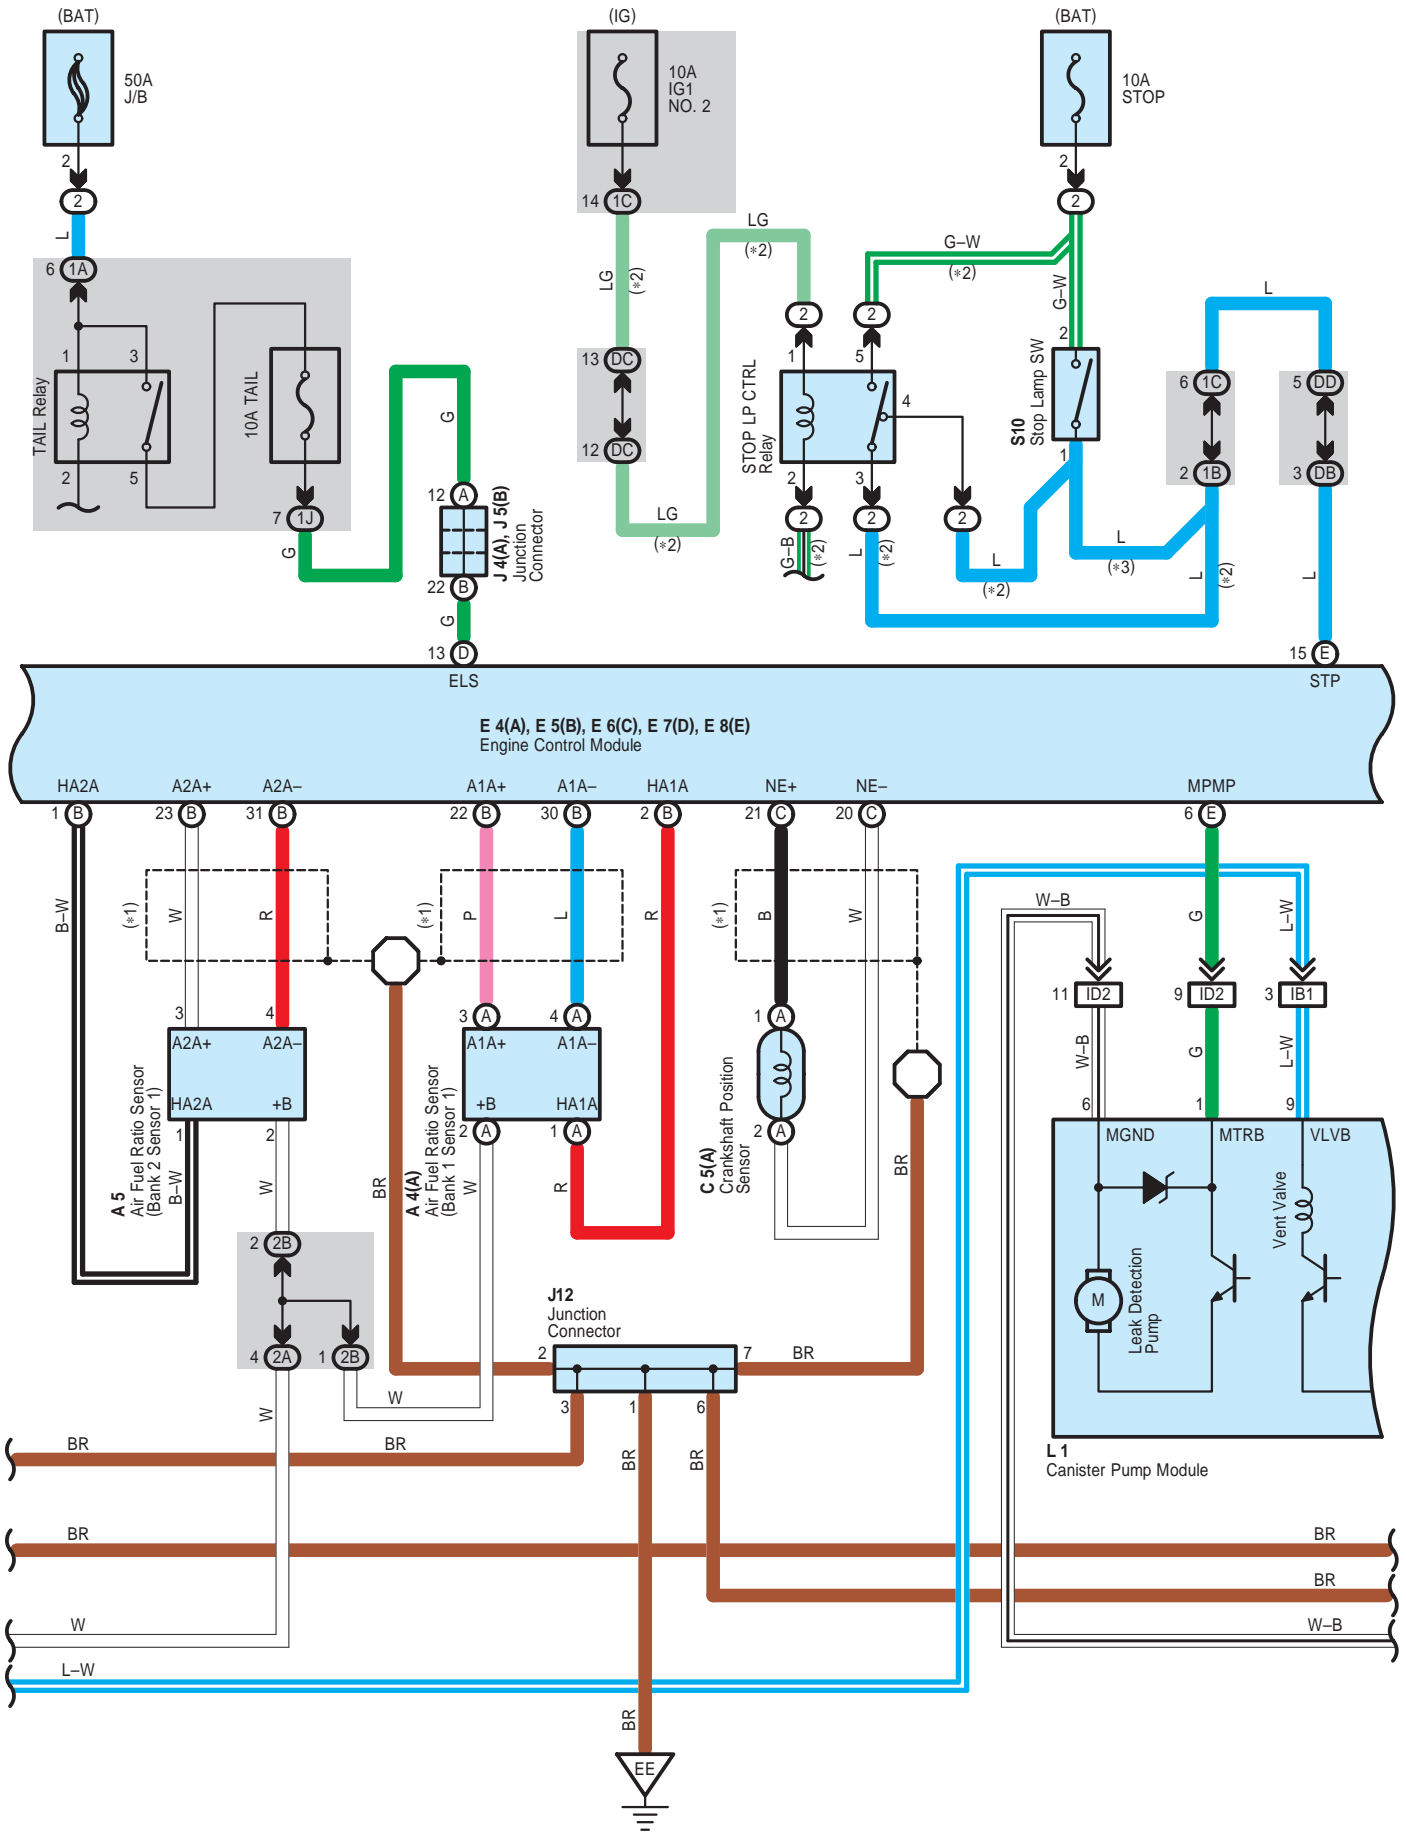 (BAT)
(IG)
(BAT)
50A
J/B
10A
IG1
NO. 2
10A
STOP
2
2
2
2
14 1C
L
LG
(∗2)
LG
(∗2)
G–W
(∗2)
G–W
L
6 1A
2
2
1
3
1
5
2
TAIL Relay
10A TAIL
G
13 DC
12 DC
STOP LP CTRL
Relay
4
S10
Stop Lamp SW
6 1C
5 DD
2
5
2
3
1
2 1B
3 DB
7 1J
12 A
J 4(A), J 5(B)
Junction
Connector
LG
(∗2)
2
2
2
G
G–B
(∗2)
L
(∗2)
L
(∗2)
L
(∗3)
L
(∗2)
L
22 B
G
13 D
15 E
ELS
STP
E 4(A), E 5(B), E 6(C), E 7(D), E 8(E)
Engine Control Module
HA2A
A2A+
A2A–
A1A+
A1A–
HA1A
NE+
NE–
MPMP
1 B
23 B
31 B
22 B
30 B
2 B
21 C
20 C
6 E
B–W
(∗1)
W
R
(∗1)
P
L
R
(∗1)
B
W
W–B
G
L–W
11 ID2
9 ID2
3 IB1
3
4
3 A
4 A
1 A
A2A+
A2A–
A1A+
A1A–
W–B
G
L–W
HA2A
+B
+B
HA1A
6
1
9
1
2
2 A
1 A
2 A
MGND
MTRB
VLVB
A 5
Air Fuel Ratio Sensor
(Bank 2 Sensor 1)
B–W
W
BR
A 4(A)
Air Fuel Ratio Sensor
(Bank 1 Sensor 1)
W
R
C 5(A)
Crankshaft Position
Sensor
BR
Vent Valve
2 2B
M
Leak Detection
Pump
J12
Junction
Connector
4 2A
1 2B
2
7
BR
W
W
3
1
6
BR
BR
BR
BR
L 1
Canister Pump Module
BR
BR
BR
W
W–B
L–W
BR
EE